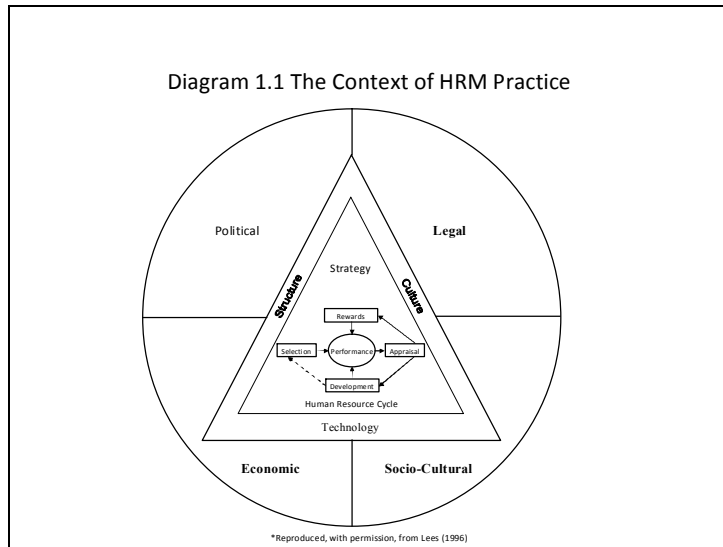 Diagram 1.1 The Context of HRM Practice
Political
Legal
Structure
Culture
Strategy
Rewards
Selection
Performance
Appraisal
Development
Human Resource Cycle
Technology
Economic
Socio-Cultural
*Reproduced, with permission, from Lees (1996)